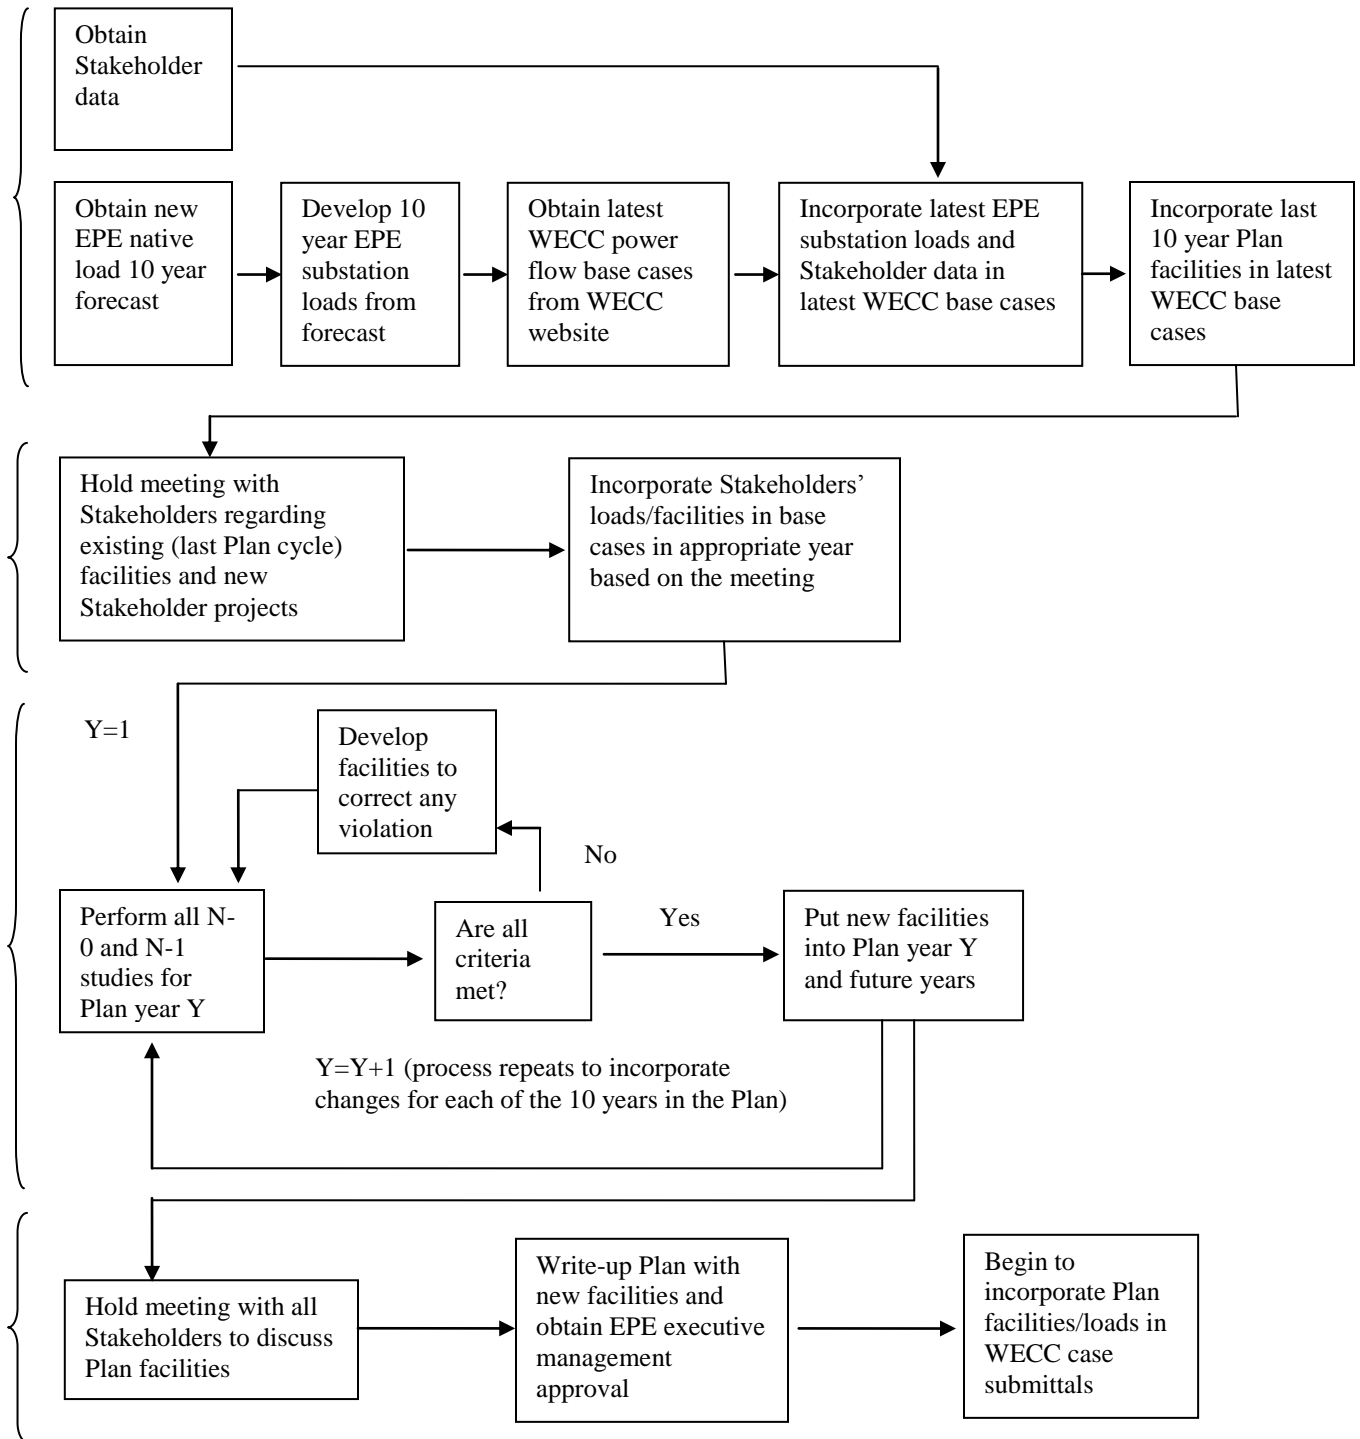 Obtain
Stakeholder
data
Obtain new
EPE native
load 10 year
forecast
Develop 10
year EPE
substation
loads from
forecast
Obtain latest
WECC power
flow base cases
from WECC
website
Incorporate latest EPE
substation loads and
Stakeholder data in
latest WECC base cases
Incorporate last
10 year Plan
facilities in latest
WECC base
cases
Hold meeting with
Stakeholders regarding
existing (last Plan cycle)
facilities and new
Stakeholder projects
Incorporate Stakeholders’
loads/facilities in base
cases in appropriate year
based on the meeting
Y=1
Develop
facilities to
correct any
violation
No
Perform all N-
0 and N-1
studies for
Plan year Y
Are all
criteria
met?
Yes
Put new facilities
into Plan year Y
and future years
Y=Y+1 (process repeats to incorporate
changes for each of the 10 years in the Plan)
Hold meeting with all
Stakeholders to discuss
Plan facilities
Write-up Plan with
new facilities and
obtain EPE executive
management
approval
Begin to
incorporate Plan
facilities/loads in
WECC case
submittals